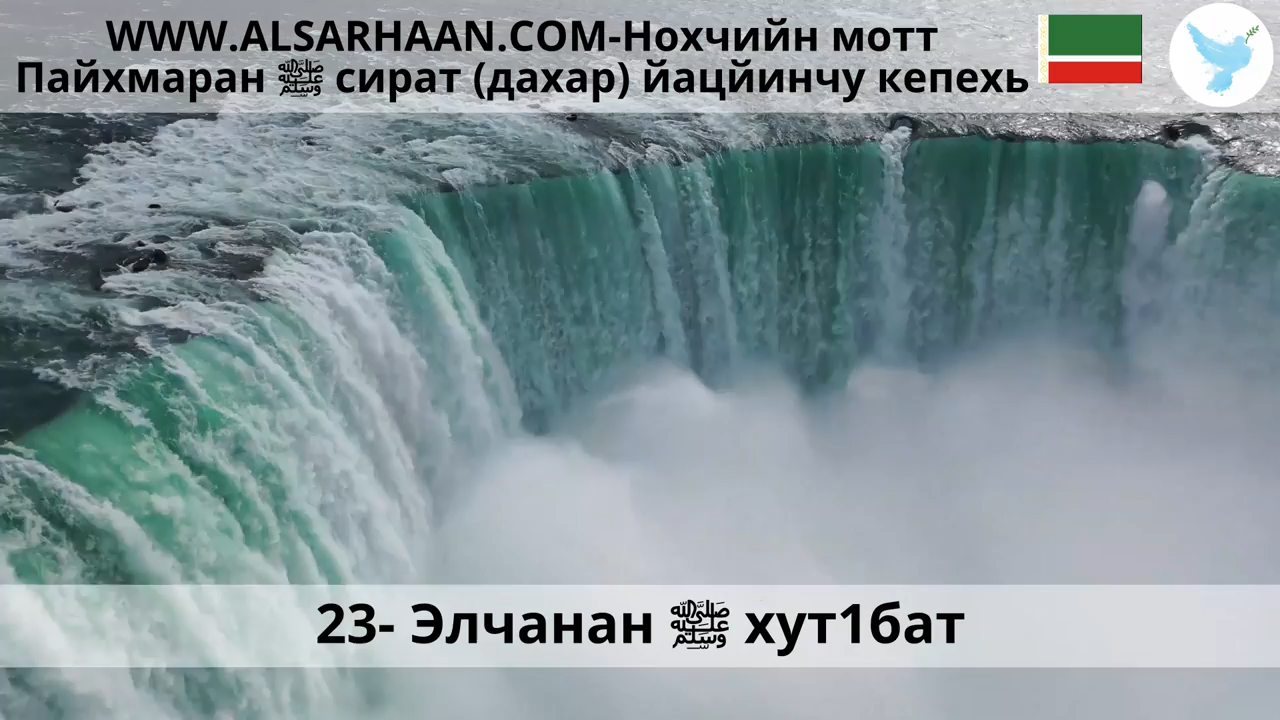 WWW.ALSARHAAN.COM-Нохчийн мотт
Пайхмаран ﷺ сират (дахар) йацйинчу кепехь
23- Элчанан ﷺ хут1бат